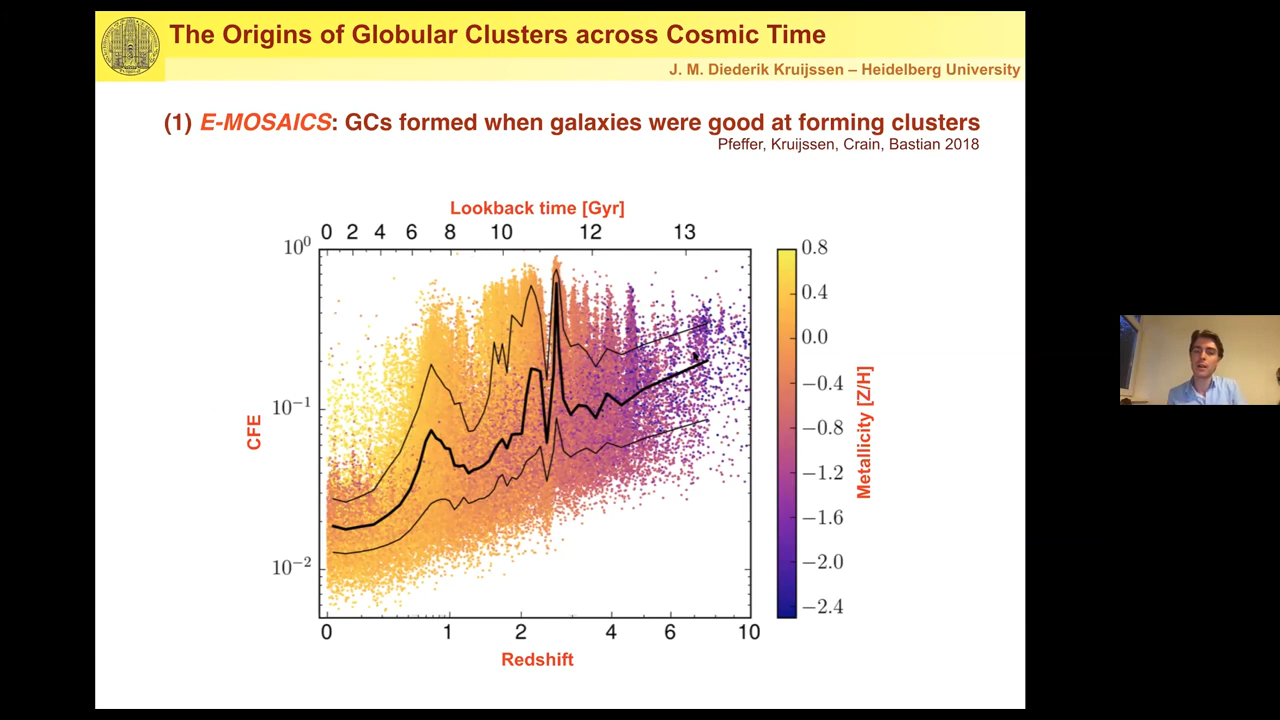 The Origins of Globular Clusters across Cosmic Time
J. M. Diederik Kruijssen – Heidelberg University
(1) E-MOSAICS: GCs formed when galaxies were good at forming clusters
Pfeffer, Kruijssen, Crain, Bastian 2018
Lookback time [Gyr]
0 2 4 6 8 10 12 13
10⁰
10⁻¹
10⁻²
CFE
0 1 2 4 6 10
Redshift
0.8
0.4
0.0
−0.4
−0.8
−1.2
−1.6
−2.0
−2.4
Metallicity [Z/H]